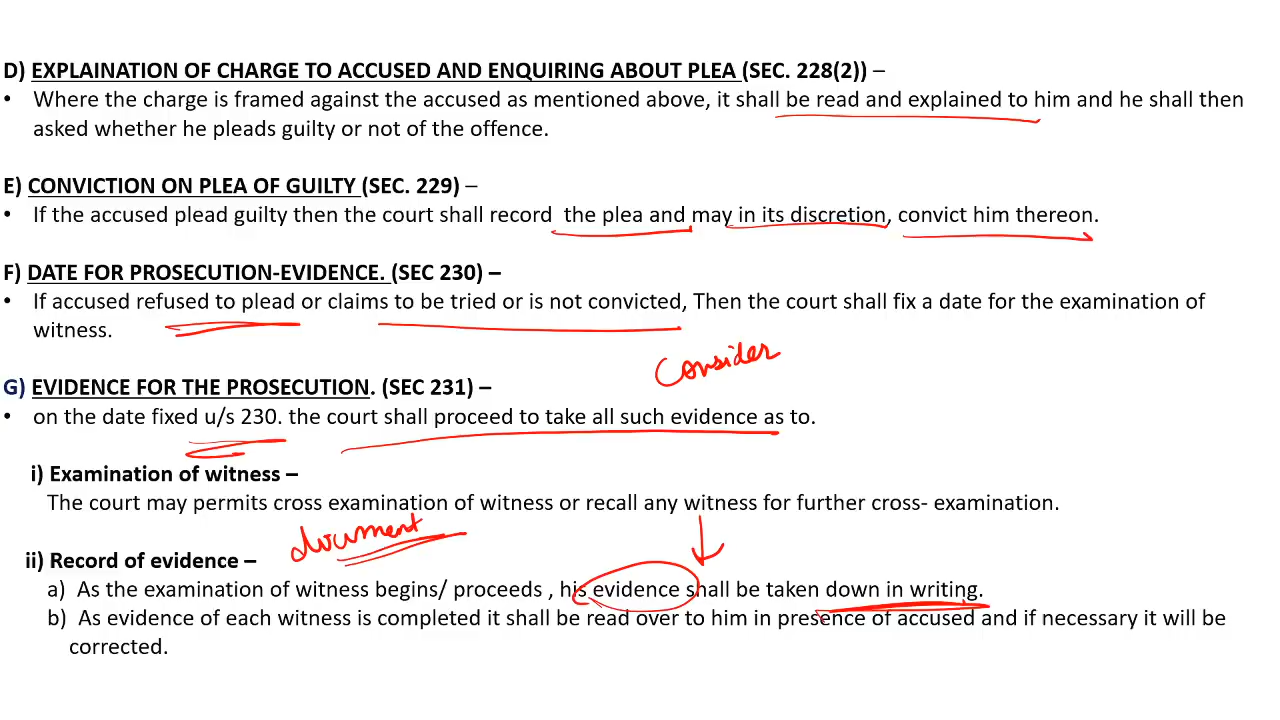 D) EXPLAINATION OF CHARGE TO ACCUSED AND ENQUIRING ABOUT PLEA (SEC. 228(2)) –
• Where the charge is framed against the accused as mentioned above, it shall be read and explained to him and he shall then
asked whether he pleads guilty or not of the offence.
E) CONVICTION ON PLEA OF GUILTY (SEC. 229) –
• If the accused plead guilty then the court shall record the plea and may in its discretion, convict him thereon.
F) DATE FOR PROSECUTION-EVIDENCE. (SEC 230) –
• If accused refused to plead or claims to be tried or is not convicted, Then the court shall fix a date for the examination of
witness.
Consider
G) EVIDENCE FOR THE PROSECUTION. (SEC 231) –
• on the date fixed u/s 230. the court shall proceed to take all such evidence as to.
i) Examination of witness –
The court may permits cross examination of witness or recall any witness for further cross- examination.
document
ii) Record of evidence –
a) As the examination of witness begins/ proceeds , his evidence shall be taken down in writing.
b) As evidence of each witness is completed it shall be read over to him in presence of accused and if necessary it will be
corrected.